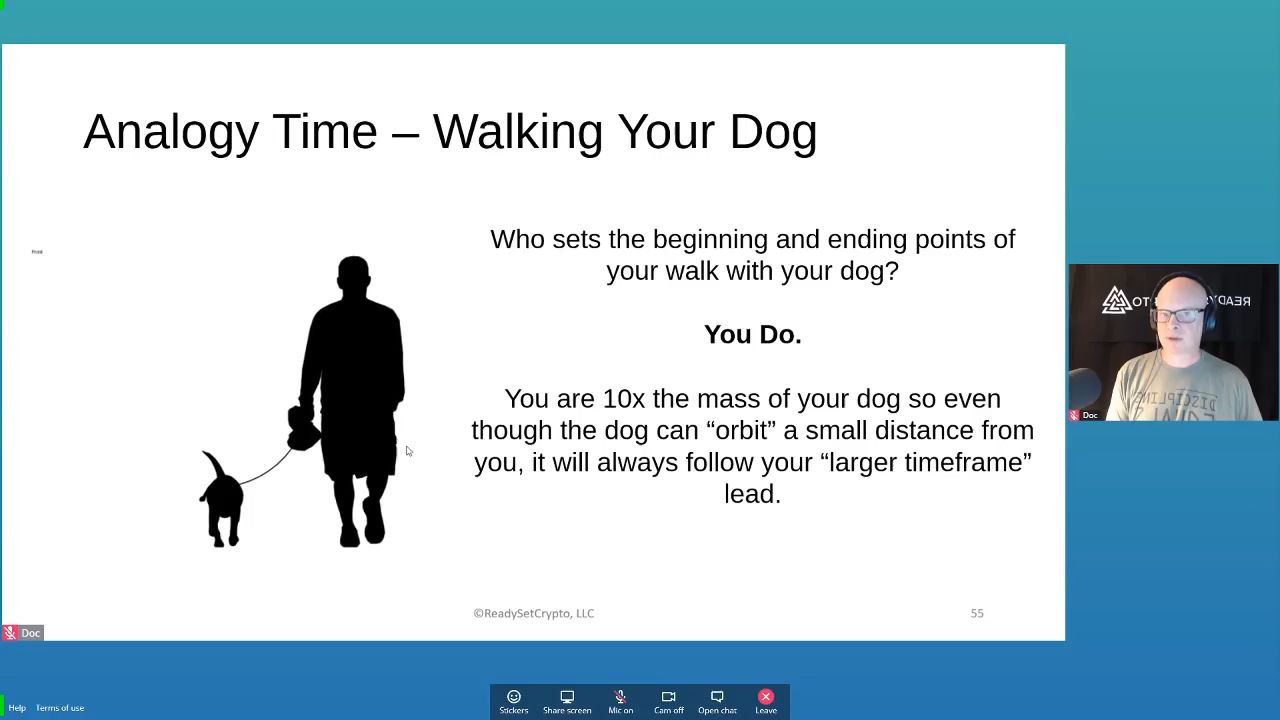 Analogy Time – Walking Your Dog
Who sets the beginning and ending points of
your walk with your dog?
You Do.
You are 10x the mass of your dog so even
though the dog can “orbit” a small distance from
you, it will always follow your “larger timeframe”
lead.
©ReadySetCrypto, LLC
55
Doc
Doc
DISCIPLINE
EQUALS
Help
Terms of use
Stickers
Share screen
Mic on
Cam off
Open chat
Leave